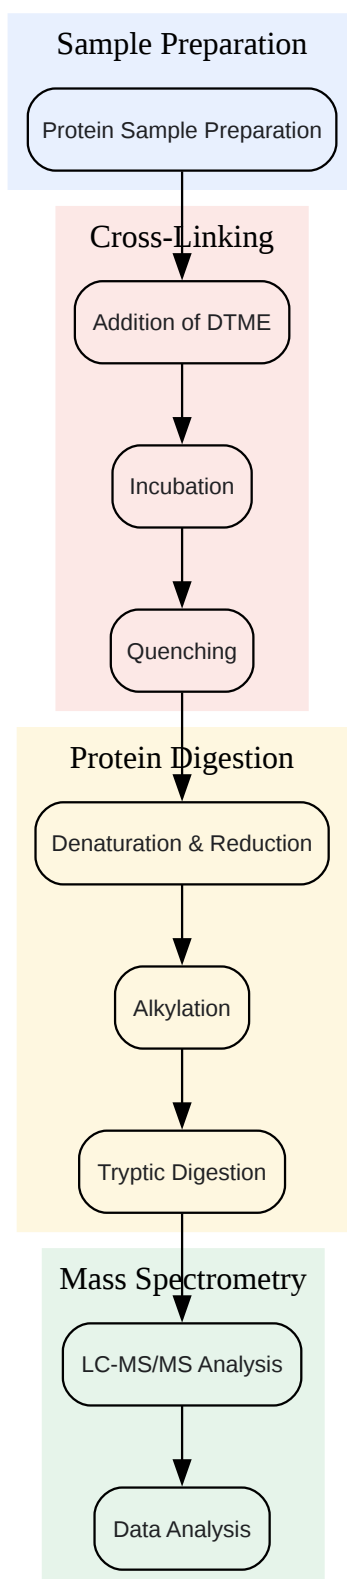 Sample Preparation
Protein Sample Preparation
Cross-Linking
Addition of DTME
Incubation
Quenching
Protein Digestion
Denaturation & Reduction
Alkylation
Tryptic Digestion
Mass Spectrometry
LC-MS/MS Analysis
Data Analysis